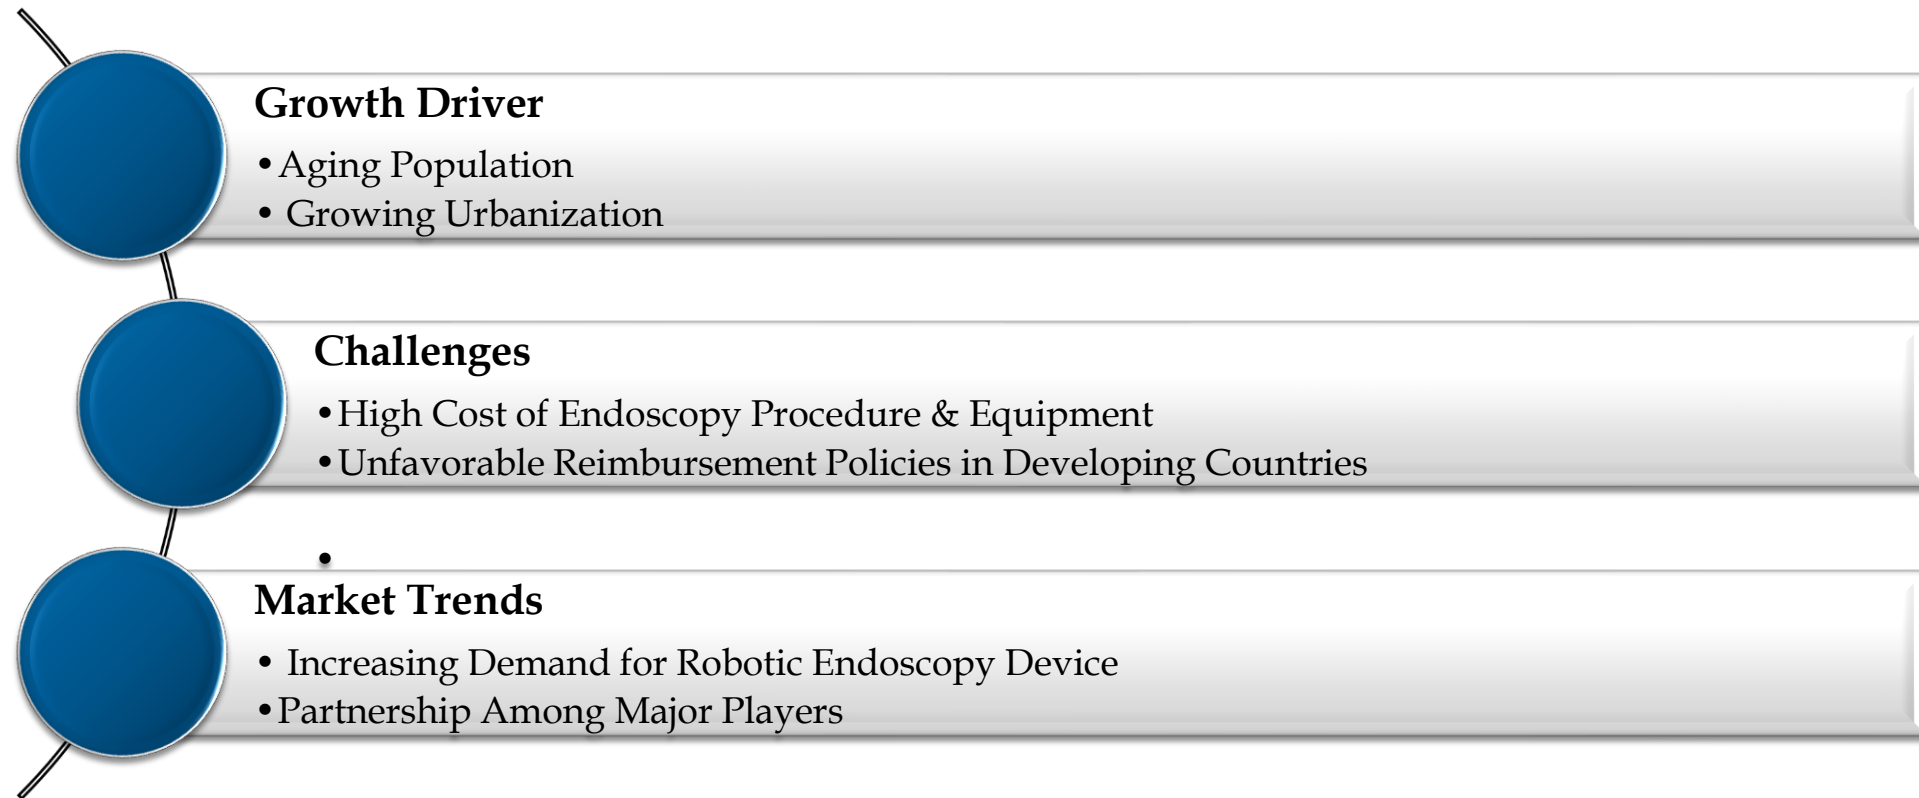 Growth Driver
•Aging Population
• Growing Urbanization
Challenges
•High Cost of Endoscopy Procedure & Equipment
•Unfavorable Reimbursement Policies in Developing Countries
•
Market Trends
• Increasing Demand for Robotic Endoscopy Device
•Partnership Among Major Players